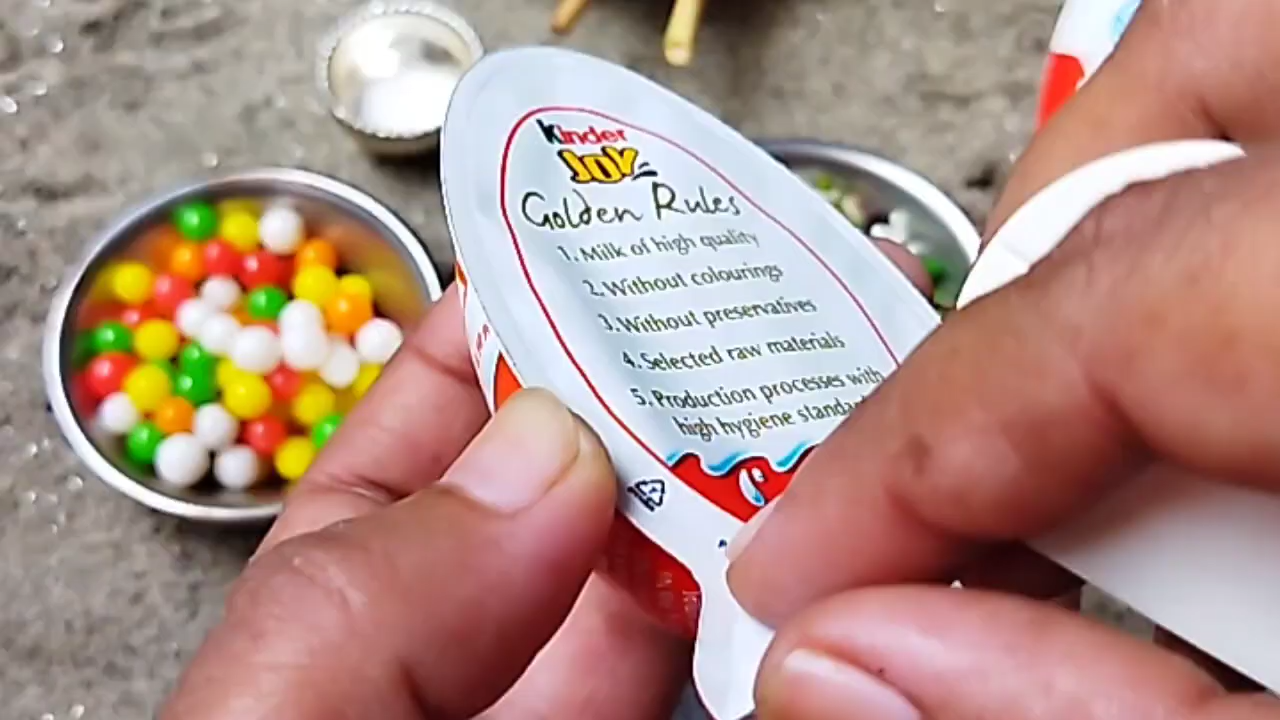 Kinder
JOY
Golden Rules
1. Milk of high quality
2. Without colourings
3. Without preservatives
4. Selected raw materials
5. Production processes with
high hygiene